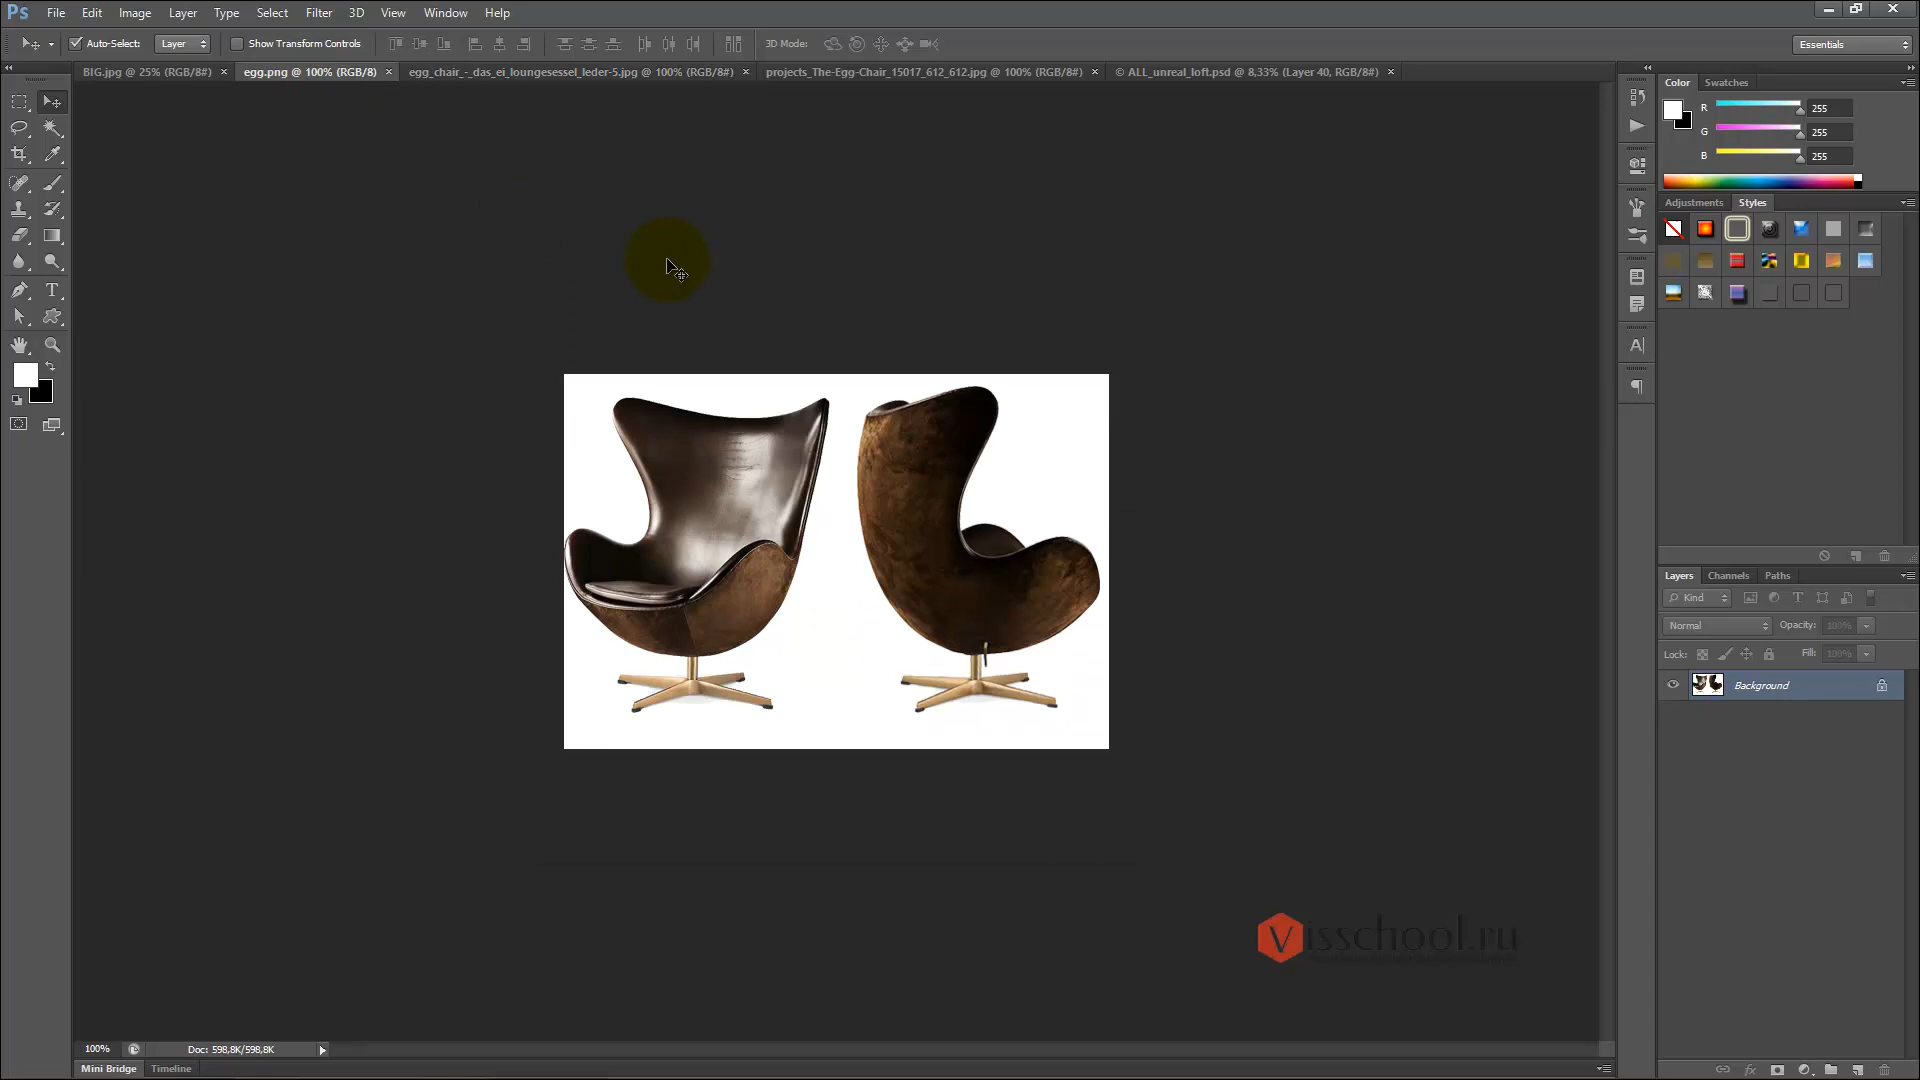 Ps File Edit Image Layer Type Select Filter 3D View Window Help
Auto-Select: Layer Show Transform Controls 3D Mode: Essentials
BIG.jpg @ 25% (RGB/8#) × egg.png @ 100% (RGB/8) × egg_chair_-_das_ei_loungesessel_leder-5.jpg @ 100% (RGB/8#) × projects_The-Egg-Chair_15017_612_612.jpg @ 100% (RGB/8#) × © ALL_unreal_loft.psd @ 8,33% (Layer 40, RGB/8#) ×
Color Swatches
R 255
G 255
B 255
Adjustments Styles
Layers Channels Paths
Kind
Normal Opacity: 100%
Lock: Fill: 100%
Background
Visschool.ru
100% Doc: 598,8K/598,8K
Mini Bridge Timeline